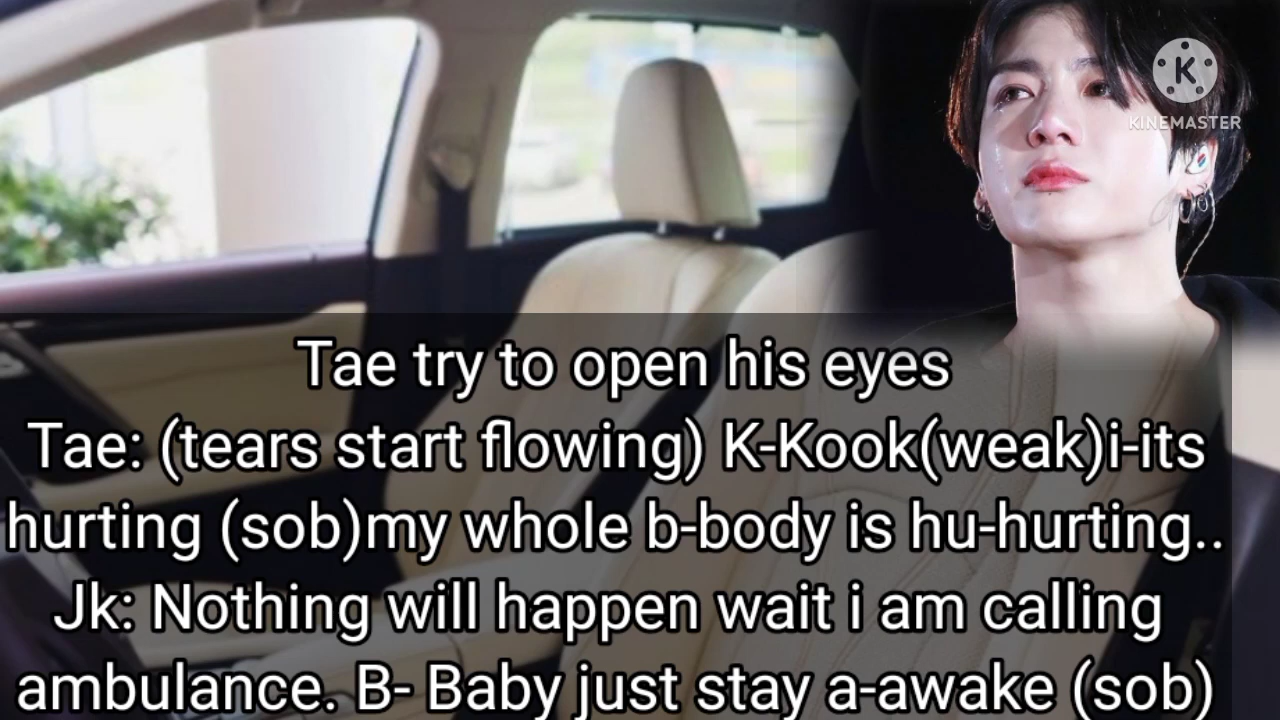 K
KINEMASTER
Tae try to open his eyes
Tae: (tears start flowing) K-Kook(weak)i-its
hurting (sob)my whole b-body is hu-hurting..
Jk: Nothing will happen wait i am calling
ambulance. B- Baby just stay a-awake (sob)